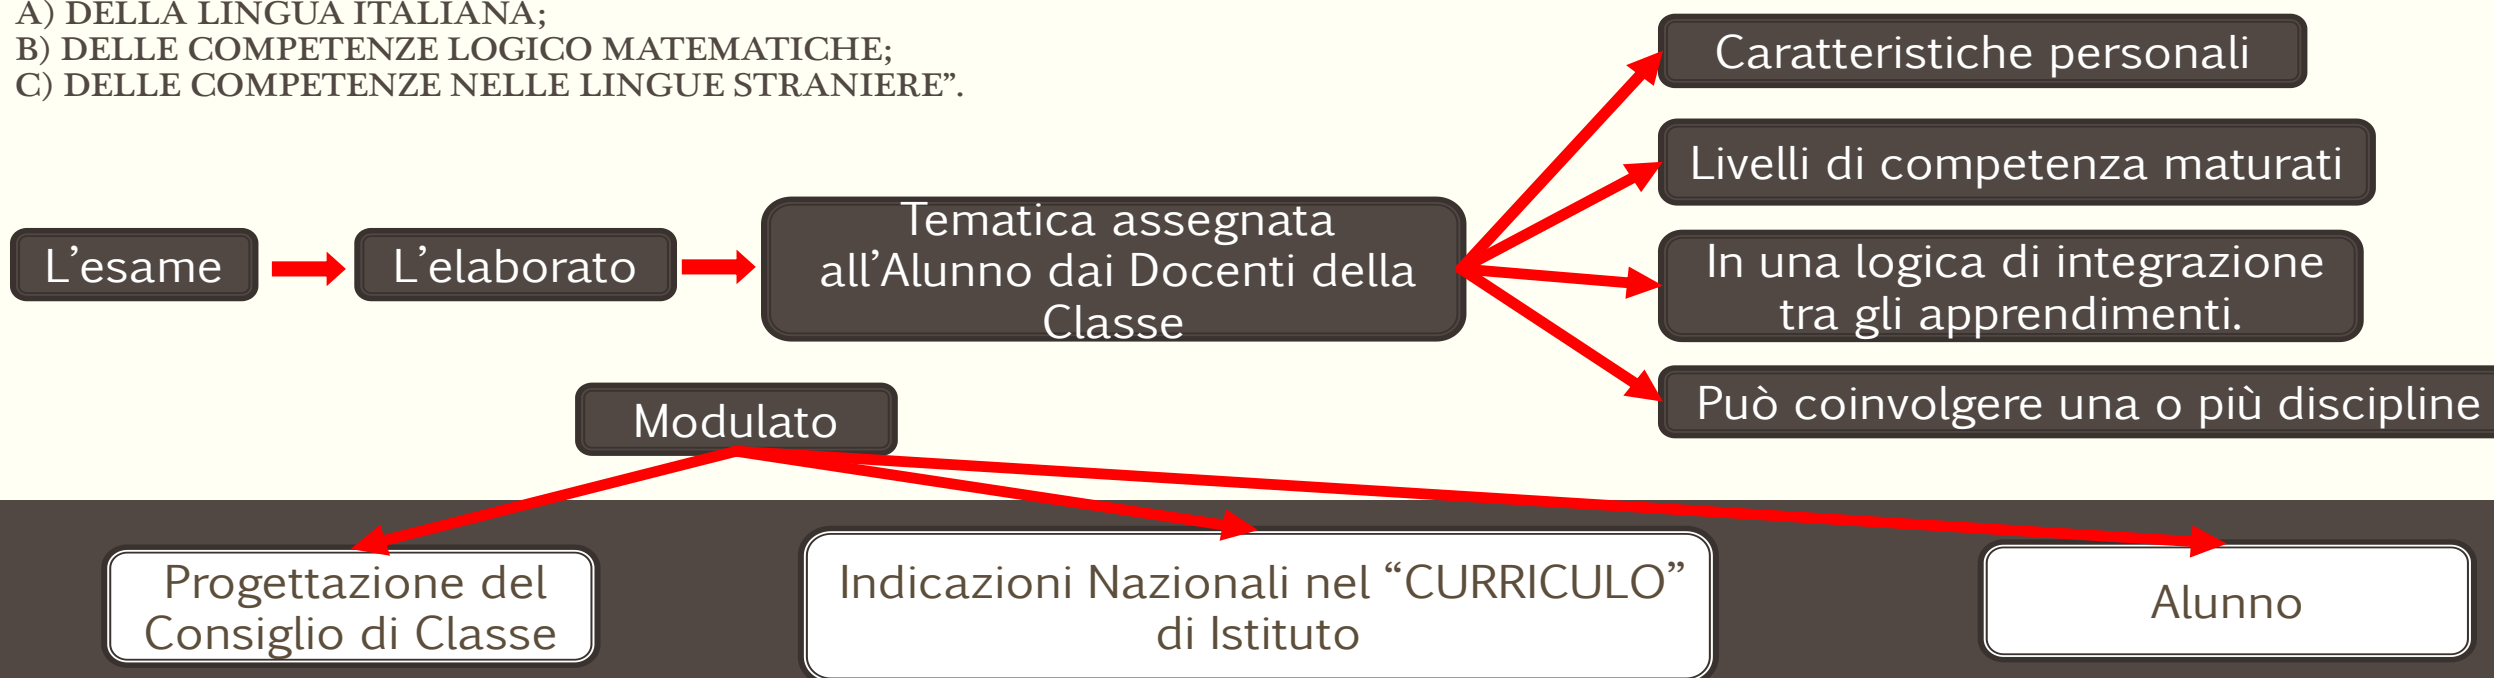 A) DELLA LINGUA ITALIANA;
B) DELLE COMPETENZE LOGICO MATEMATICHE;
C) DELLE COMPETENZE NELLE LINGUE STRANIERE”.
Caratteristiche personali
Livelli di competenza maturati
L’esame
L’elaborato
Tematica assegnata
all’Alunno dai Docenti della
Classe
In una logica di integrazione
tra gli apprendimenti.
Può coinvolgere una o più discipline
Modulato
Progettazione del
Consiglio di Classe
Indicazioni Nazionali nel “CURRICULO”
di Istituto
Alunno